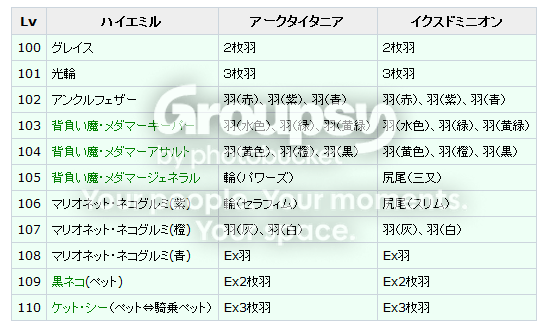 Lv ハイエミル アークタイタニア イクスドミニオン
100 グレイス 2枚羽 2枚羽
101 光輪 3枚羽 3枚羽
102 アンクルフェザー 羽(赤)、羽(紫)、羽(青) 羽(赤)、羽(紫)、羽(青)
103 背負い魔・メダマーキーパー 羽(水色)、羽(緑)、羽(黄緑) 羽(水色)、羽(緑)、羽(黄緑)
104 背負い魔・メダマーアサルト 羽(黄色)、羽(橙)、羽(黒) 羽(黄色)、羽(橙)、羽(黒)
105 背負い魔・メダマージェネラル 輪(パワーズ) 尻尾(三又)
106 マリオネット・ネコグルミ(紫) 輪(セラフィム) 尻尾(スリム)
107 マリオネット・ネコグルミ(橙) 羽(灰)、羽(白) 羽(灰)、羽(白)
108 マリオネット・ネコグルミ(青) Ex羽 Ex羽
109 黒ネコ(ペット) Ex2枚羽 Ex2枚羽
110 ケット・シー(ペット⇔騎乗ペット) Ex3枚羽 Ex3枚羽
Groupsy
by photobucket
Your people. Your moments.
Your space.